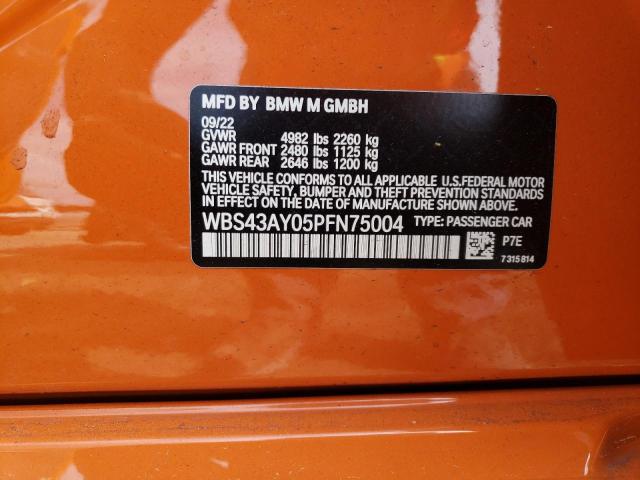 MFD BY BMW M GMBH
09/22
GVWR 4982 lbs 2260 kg
GAWR FRONT 2480 lbs 1125 kg
GAWR REAR 2646 lbs 1200 kg
THIS VEHICLE CONFORMS TO ALL APPLICABLE U.S.FEDERAL MOTOR
VEHICLE SAFETY, BUMPER AND THEFT PREVENTION STANDARDS
IN EFFECT ON THE DATE OF MANUFACTURE SHOWN ABOVE.
WBS43AY05PFN75004 TYPE: PASSENGER CAR
P7E
7315814